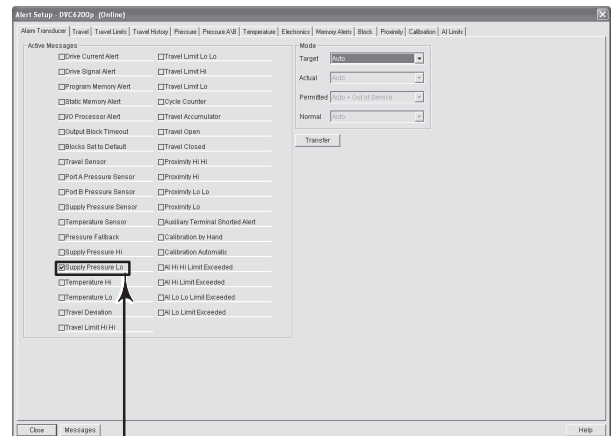 Alert Setup - DVC6200p (Online)
Alarm Transducer Travel Travel Limits Travel History Pressure Pressure A\B Temperature Electronics Memory Alerts Block Proximity Calibration AI Limits
Active Messages
Drive Current Alert
Drive Signal Alert
Program Memory Alert
Static Memory Alert
I/O Processor Alert
Output Block Timeout
Blocks Set to Default
Travel Sensor
Port A Pressure Sensor
Port B Pressure Sensor
Supply Pressure Sensor
Temperature Sensor
Pressure Fallback
Supply Pressure Hi
Supply Pressure Lo
Temperature Hi
Temperature Lo
Travel Deviation
Travel Limit Hi Hi
Travel Limit Lo Lo
Travel Limit Hi
Travel Limit Lo
Cycle Counter
Travel Accumulator
Travel Open
Travel Closed
Proximity Hi Hi
Proximity Hi
Proximity Lo Lo
Proximity Lo
Auxiliary Terminal Shorted Alert
Calibration by Hand
Calibration Automatic
AI Hi Hi Limit Exceeded
AI Hi Limit Exceeded
AI Lo Lo Limit Exceeded
AI Lo Limit Exceeded
Mode
Target Auto
Actual Auto
Permitted Auto + Out of Service
Normal Auto
Transfer
Close Messages Help